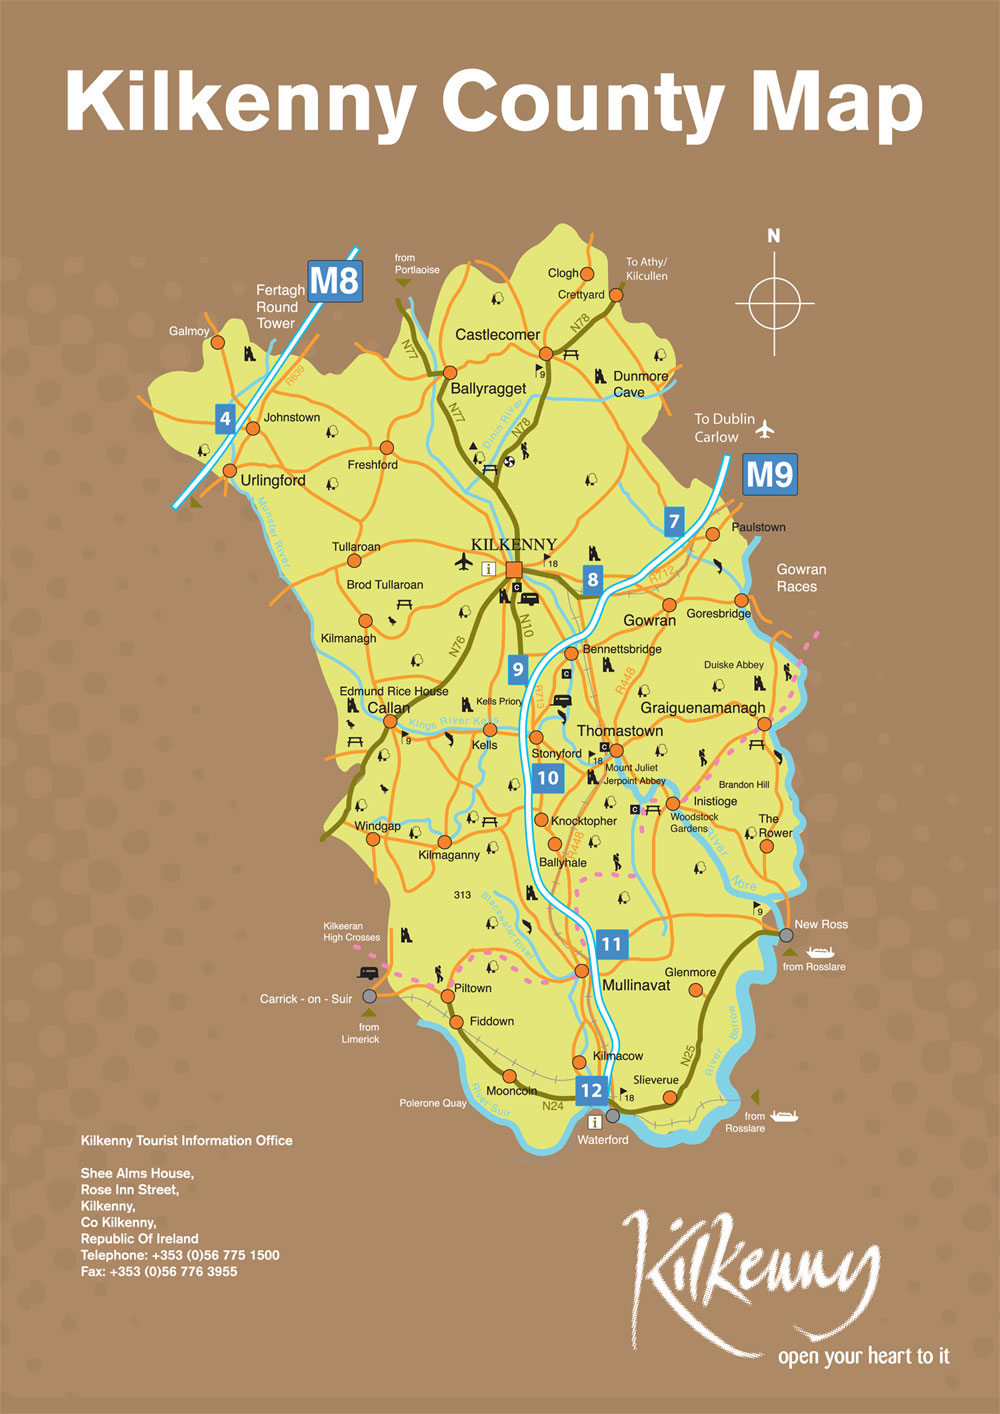 Kilkenny County Map
N
from
Portlaoise
To Athy/
Kilcullen
Clogh
Crettyard
M8
Fertagh
Round
Tower
Galmoy
N77
N78
Castlecomer
9
R639
Ballyragget
Dunmore
Cave
4
Johnstown
N77
Dinin River
N78
To Dublin
Carlow
M9
Freshford
Urlingford
Munster River
7
Paulstown
Tullaroan
KILKENNY
i
18
8
R712
Gowran
Races
Brod Tullaroan
C
Gowran
Goresbridge
Kilmanagh
N76
N10
Bennettsbridge
9
C
R448
Duiske Abbey
Edmund Rice House
Callan
Kells Priory
R713
Graiguenamanagh
Kings River Kells
9
Kells
Stonyford
Thomastown
C
18
Mount Juliet
Jerpoint Abbey
10
Brandon Hill
C
Inistioge
Woodstock
Gardens
Windgap
Knocktopher
The
Rower
Kilmaganny
R448
Ballyhale
River
Nore
313
Blackwater River
9
Kilkeeran
High Crosses
New Ross
11
from Rosslare
Glenmore
Mullinavat
Carrick - on - Suir
Piltown
from
Limerick
Fiddown
River Barrow
N25
Kilmacow
Mooncoin
12
18
Slieverue
Polerone Quay
River Suir
N24
i
Waterford
from
Rosslare
Kilkenny Tourist Information Office
Shee Alms House,
Rose Inn Street,
Kilkenny,
Co Kilkenny,
Republic Of Ireland
Telephone: +353 (0)56 775 1500
Fax: +353 (0)56 776 3955
Kilkenny
open your heart to it